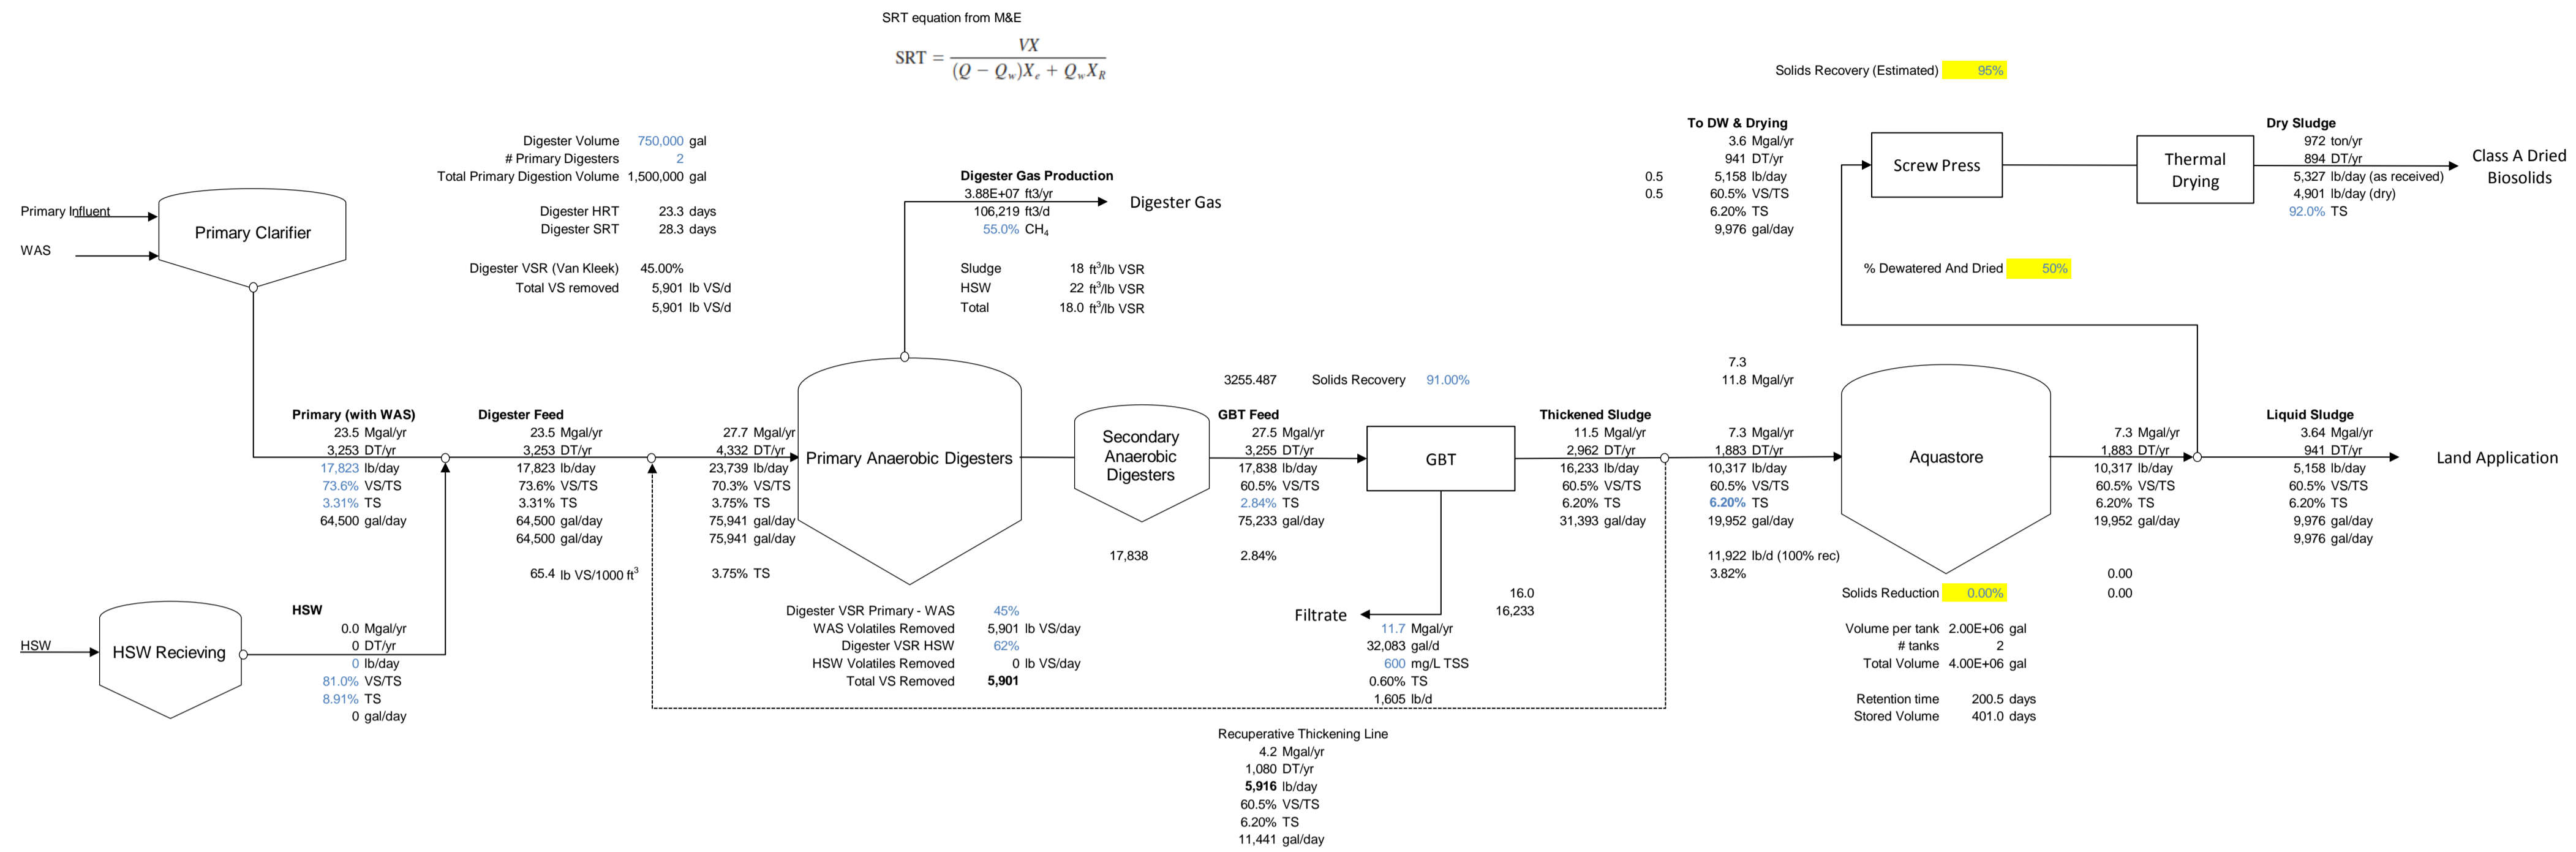 SRT equation from M&E
SRT = VX / (Q − Qw)Xe + QwXR
Solids Recovery (Estimated) 95%
Digester Volume 750,000 gal
# Primary Digesters 2
Total Primary Digestion Volume 1,500,000 gal
Digester HRT 23.3 days
Digester SRT 28.3 days
Digester VSR (Van Kleek) 45.00%
Total VS removed 5,901 lb VS/d
5,901 lb VS/d
Digester Gas Production
3.88E+07 ft3/yr
106,219 ft3/d
55.0% CH4
Digester Gas
Sludge 18 ft3/lb VSR
HSW 22 ft3/lb VSR
Total 18.0 ft3/lb VSR
To DW & Drying
3.6 Mgal/yr
941 DT/yr
0.5 5,158 lb/day
0.5 60.5% VS/TS
6.20% TS
9,976 gal/day
Screw Press
Thermal
Drying
Dry Sludge
972 ton/yr
894 DT/yr
5,327 lb/day (as received)
4,901 lb/day (dry)
92.0% TS
Class A Dried
Biosolids
% Dewatered And Dried 50%
Primary Influent
WAS
Primary Clarifier
Primary (with WAS)
23.5 Mgal/yr
3,253 DT/yr
17,823 lb/day
73.6% VS/TS
3.31% TS
64,500 gal/day
Digester Feed
23.5 Mgal/yr
3,253 DT/yr
17,823 lb/day
73.6% VS/TS
3.31% TS
64,500 gal/day
64,500 gal/day
65.4 lb VS/1000 ft3
27.7 Mgal/yr
4,332 DT/yr
23,739 lb/day
70.3% VS/TS
3.75% TS
75,941 gal/day
75,941 gal/day
3.75% TS
Primary Anaerobic Digesters
Secondary
Anaerobic
Digesters
17,838
3255.487 Solids Recovery 91.00%
GBT Feed
27.5 Mgal/yr
3,255 DT/yr
17,838 lb/day
60.5% VS/TS
2.84% TS
75,233 gal/day
2.84%
GBT
Thickened Sludge
11.5 Mgal/yr
2,962 DT/yr
16,233 lb/day
60.5% VS/TS
6.20% TS
31,393 gal/day
16.0
16,233
7.3
11.8 Mgal/yr
7.3 Mgal/yr
1,883 DT/yr
10,317 lb/day
60.5% VS/TS
6.20% TS
19,952 gal/day
11,922 lb/d (100% rec)
3.82%
Aquastore
7.3 Mgal/yr
1,883 DT/yr
10,317 lb/day
60.5% VS/TS
6.20% TS
19,952 gal/day
0.00
0.00
Liquid Sludge
3.64 Mgal/yr
941 DT/yr
5,158 lb/day
60.5% VS/TS
6.20% TS
9,976 gal/day
9,976 gal/day
Land Application
HSW
HSW Recieving
HSW
0.0 Mgal/yr
0 DT/yr
0 lb/day
81.0% VS/TS
8.91% TS
0 gal/day
Digester VSR Primary - WAS 45%
WAS Volatiles Removed 5,901 lb VS/day
Digester VSR HSW 62%
HSW Volatiles Removed 0 lb VS/day
Total VS Removed 5,901
Filtrate
11.7 Mgal/yr
32,083 gal/d
600 mg/L TSS
0.60% TS
1,605 lb/d
Solids Reduction 0.00%
Volume per tank 2.00E+06 gal
# tanks 2
Total Volume 4.00E+06 gal
Retention time 200.5 days
Stored Volume 401.0 days
Recuperative Thickening Line
4.2 Mgal/yr
1,080 DT/yr
5,916 lb/day
60.5% VS/TS
6.20% TS
11,441 gal/day